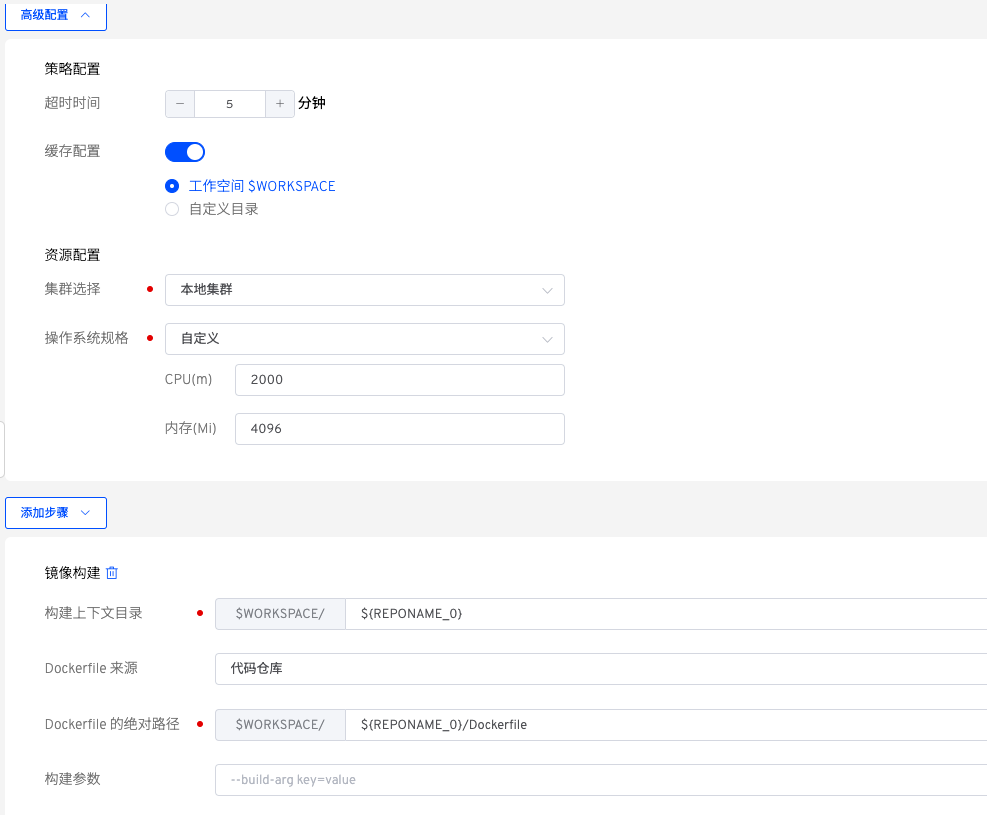 高级配置
策略配置
超时时间 − 5 + 分钟
缓存配置
工作空间 $WORKSPACE
自定义目录
资源配置
集群选择 本地集群
操作系统规格 自定义
CPU(m) 2000
内存(Mi) 4096
添加步骤
镜像构建
构建上下文目录 $WORKSPACE/ ${REPONAME_0}
Dockerfile 来源 代码仓库
Dockerfile 的绝对路径 $WORKSPACE/ ${REPONAME_0}/Dockerfile
构建参数 --build-arg key=value